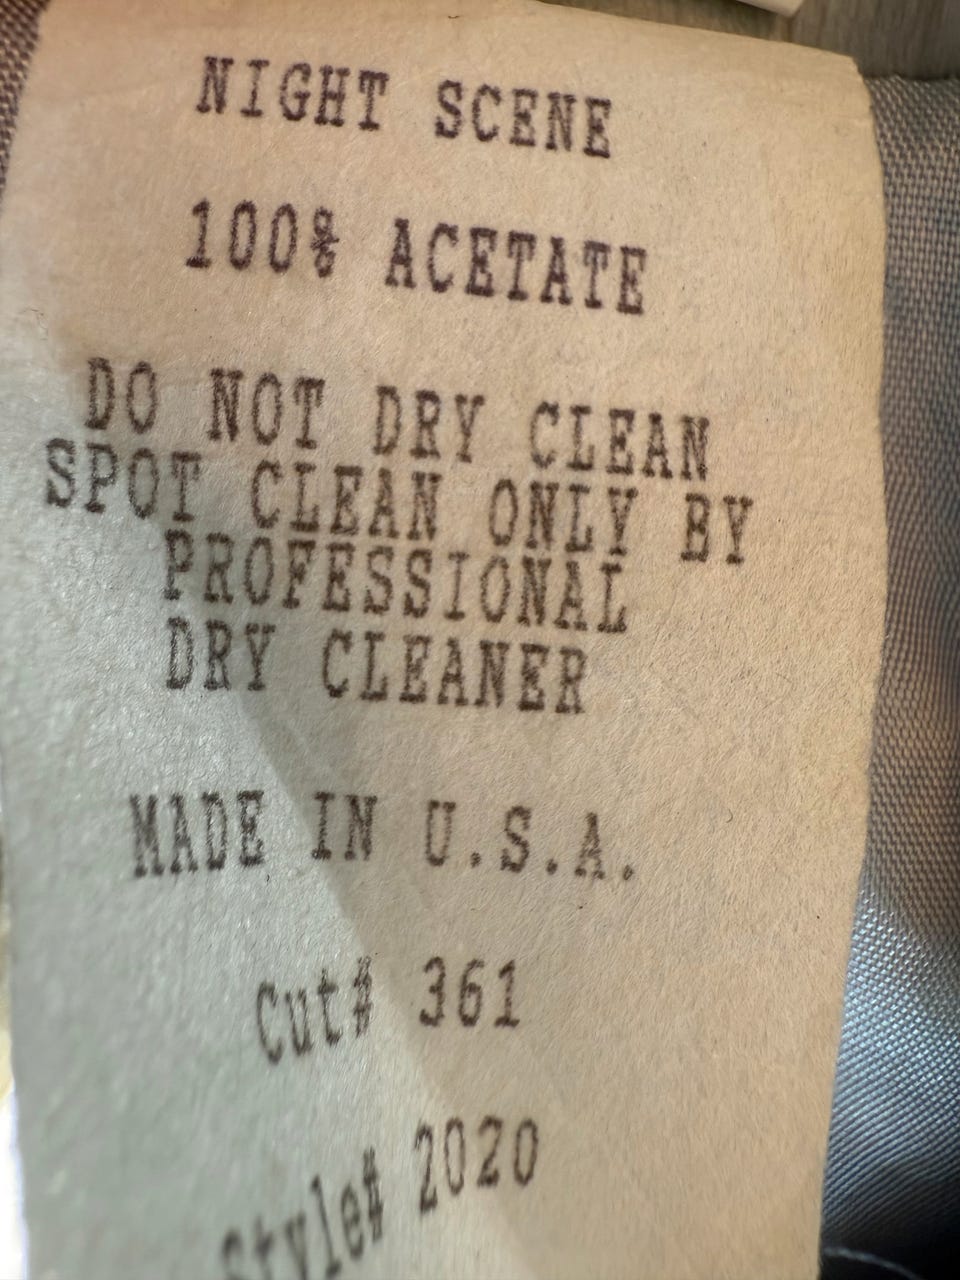 NIGHT SCENE
100% ACETATE
DO NOT DRY CLEAN
SPOT CLEAN ONLY BY
PROFESSIONAL
DRY CLEANER
MADE IN U.S.A.
Cut# 361
Style# 2020